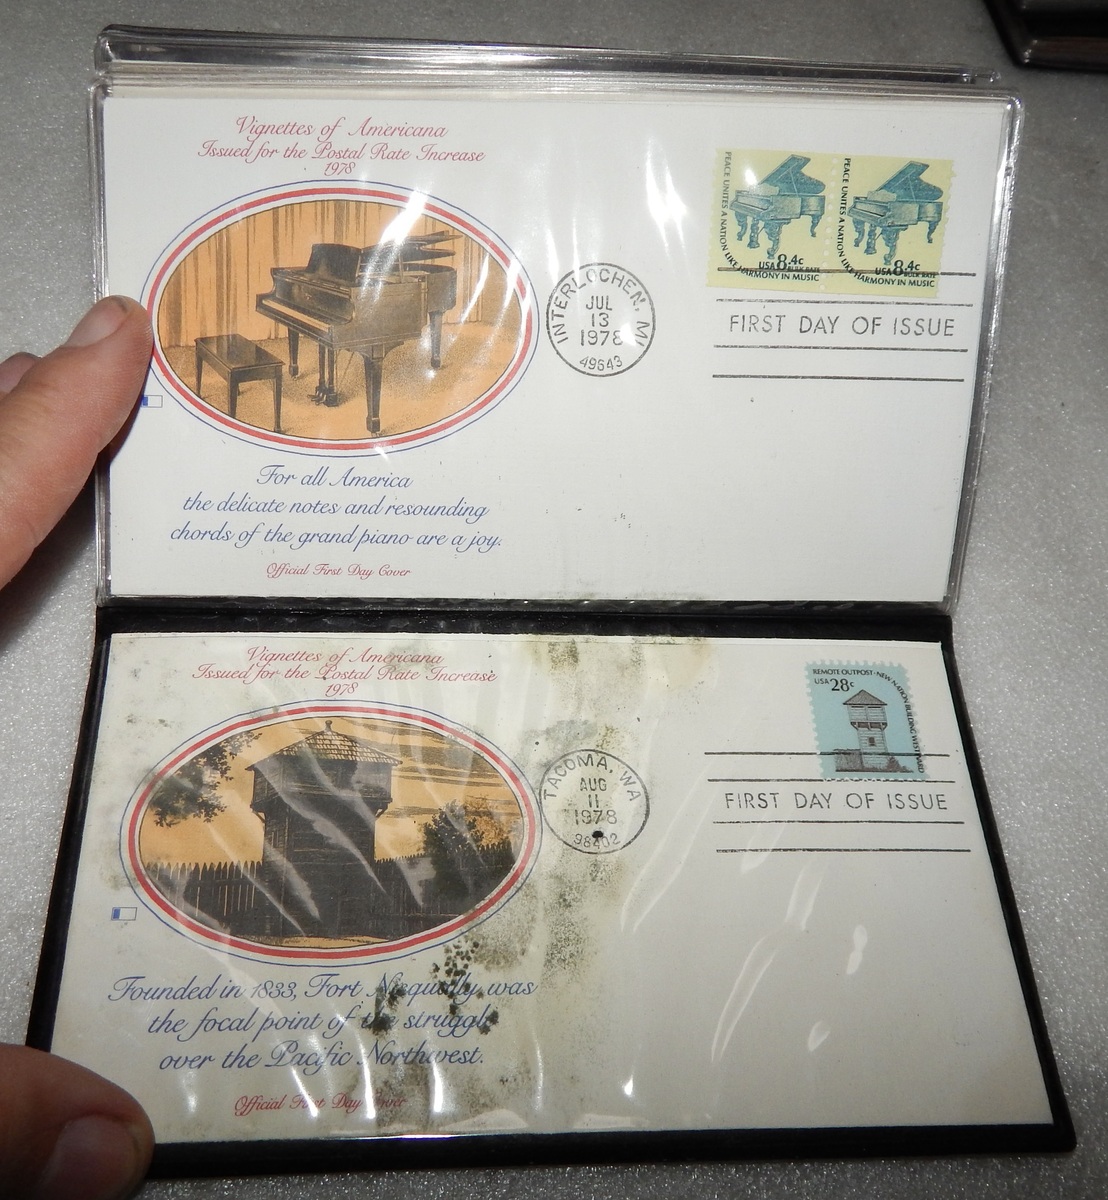 Vignettes of Americana
Issued for the Postal Rate Increase
1978
PEACE UNITES A NATION LIKE HARMONY IN MUSIC
USA 8.4c
BULK RATE
PEACE UNITES A NATION LIKE HARMONY IN MUSIC
USA 8.4c
BULK RATE
INTERLOCHEN, MI
JUL
13
1978
49643
FIRST DAY OF ISSUE
For all America
the delicate notes and resounding
chords of the grand piano are a joy.
Official First Day Cover
Vignettes of Americana
Issued for the Postal Rate Increase
1978
REMOTE OUTPOST·NEW NATION BUILDING WESTWARD
USA 28c
TACOMA, WA
AUG
11
1978
98402
FIRST DAY OF ISSUE
Founded in 1833, Fort Nisqually was
the focal point of the struggle
over the Pacific Northwest.
Official First Day Cover